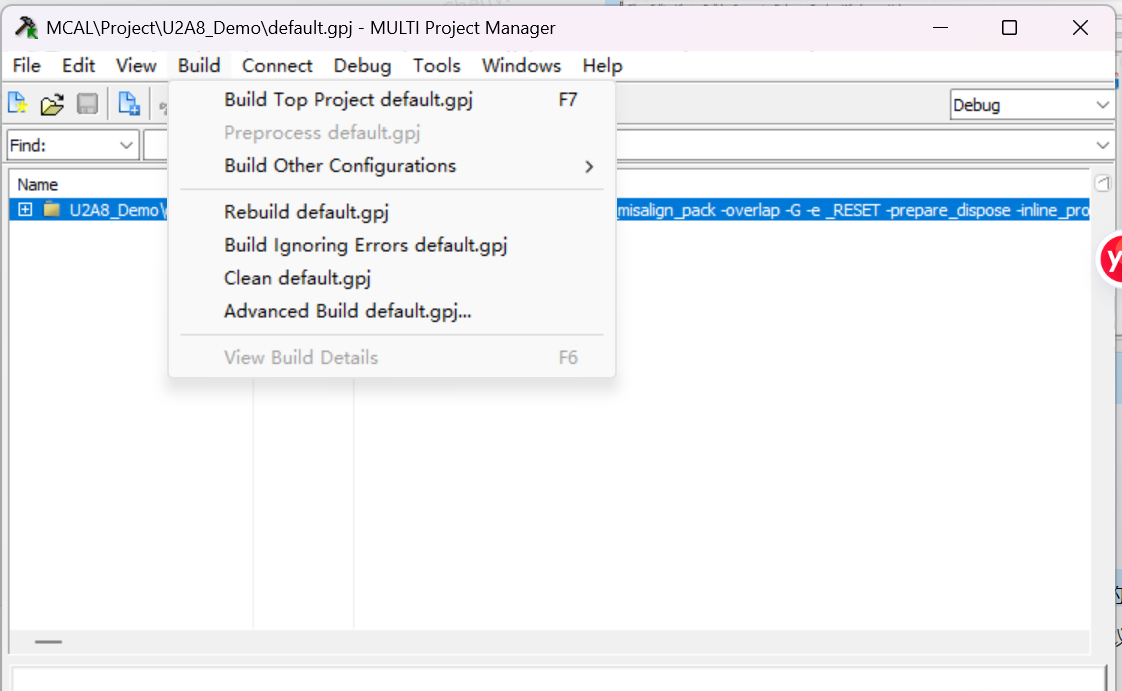 MCAL\Project\U2A8_Demo\default.gpj - MULTI Project Manager
File Edit View Build Connect Debug Tools Windows Help
Build Top Project default.gpj F7
Debug
Preprocess default.gpj
Find:
Build Other Configurations
Name
Rebuild default.gpj
U2A8_Demo\ misalign_pack -overlap -G -e _RESET -prepare_dispose -inline_pro
Build Ignoring Errors default.gpj
Clean default.gpj
Advanced Build default.gpj...
View Build Details F6